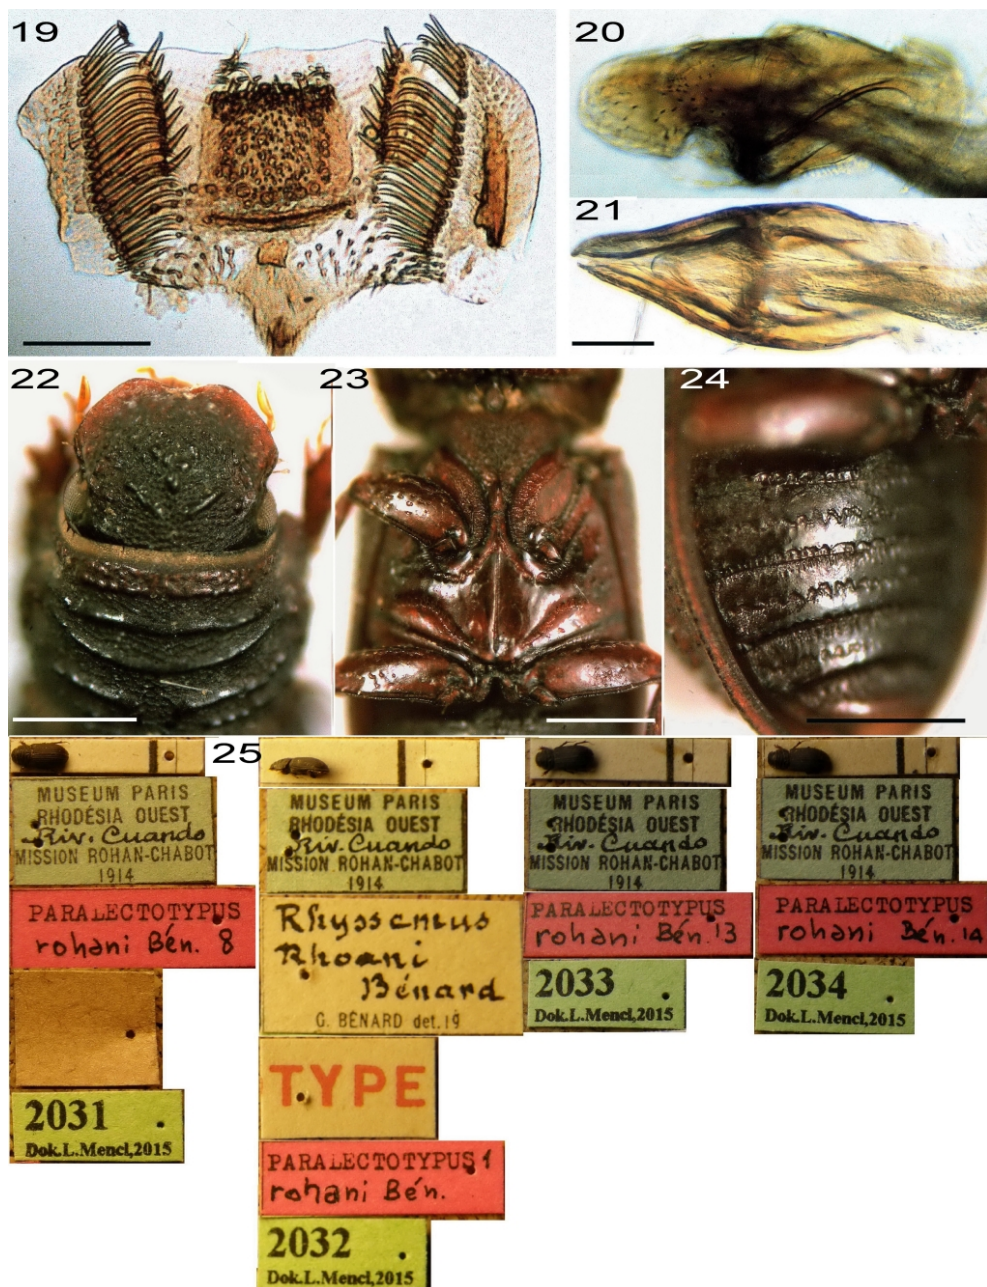 19
20
21
22
23
24
25
MUSEUM PARIS
RHODÉSIA OUEST
Riv. Cuando
MISSION ROHAN-CHABOT
1914
PARALECTOTYPUS
rohani Bén. 8
2031
Dok.L.Mencl,2015
MUSEUM PARIS
RHODÉSIA OUEST
Riv. Cuando
MISSION ROHAN-CHABOT
1914
Rhyssemus
Rhoani
Bénard
G. BÉNARD det. 19
TYPE
PARALECTOTYPUS 1
rohani Bén.
2032
Dok.L.Mencl,2015
MUSEUM PARIS
RHODÉSIA OUEST
Riv. Cuando
MISSION ROHAN-CHABOT
1914
PARALECTOTYPUS
rohani Bén. 13
2033
Dok.L.Mencl,2015
MUSEUM PARIS
RHODÉSIA OUEST
Riv. Cuando
MISSION ROHAN-CHABOT
1914
PARALECTOTYPUS
rohani Bén. 14
2034
Dok.L.Mencl,2015